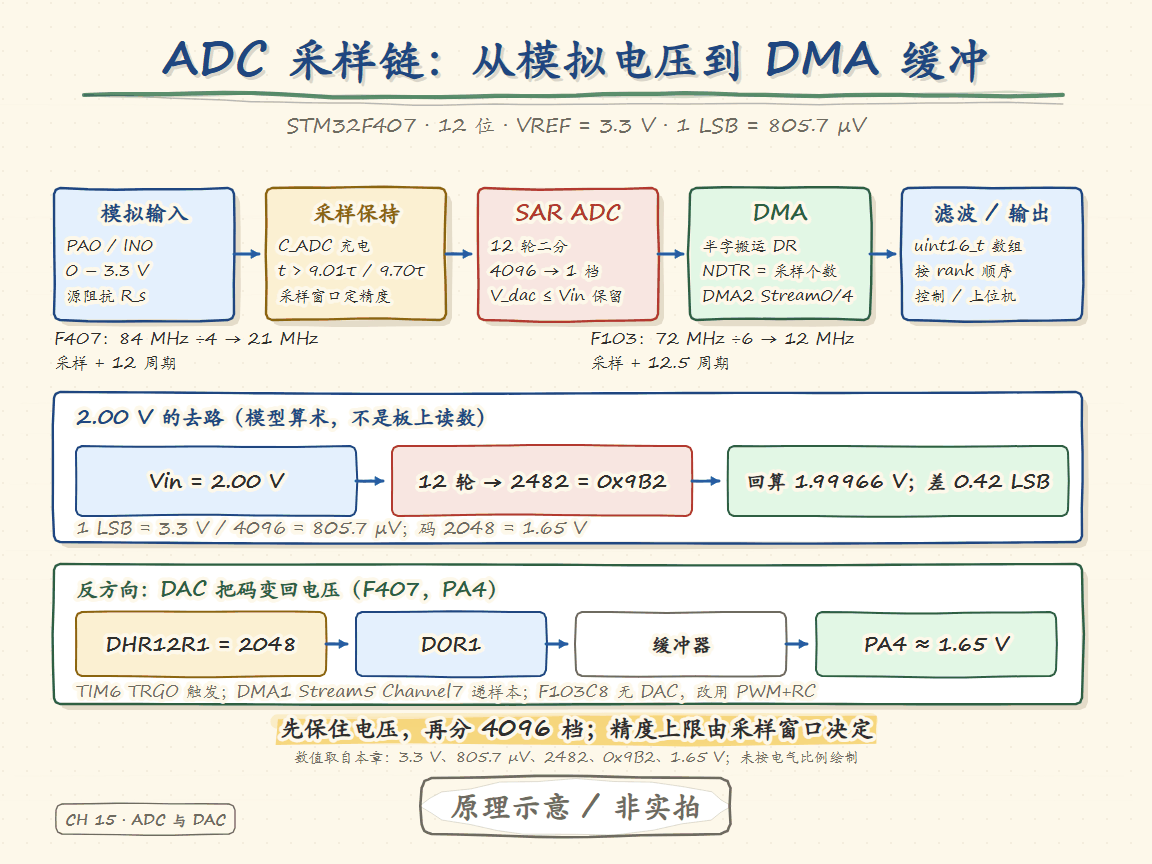 ADC 采样链：从模拟电压到 DMA 缓冲
STM32F407 · 12 位 · VREF = 3.3 V · 1 LSB = 805.7 µV
模拟输入
PA0 / IN0
0 – 3.3 V
源阻抗 R_s
采样保持
C_ADC 充电
t > 9.01τ / 9.70τ
采样窗口定精度
SAR ADC
12 轮二分
4096 → 1 档
V_dac ≤ Vin 保留
DMA
半字搬运 DR
NDTR = 采样个数
DMA2 Stream0/4
滤波 / 输出
uint16_t 数组
按 rank 顺序
控制 / 上位机
F407：84 MHz ÷4 → 21 MHz
采样 + 12 周期
F103：72 MHz ÷6 → 12 MHz
采样 + 12.5 周期
2.00 V 的去路（模型算术，不是板上读数）
Vin = 2.00 V
12 轮 → 2482 = 0x9B2
回算 1.99966 V；差 0.42 LSB
1 LSB = 3.3 V / 4096 = 805.7 µV；码 2048 = 1.65 V
反方向：DAC 把码变回电压（F407，PA4）
DHR12R1 = 2048
DOR1
缓冲器
PA4 ≈ 1.65 V
TIM6 TRGO 触发；DMA1 Stream5 Channel7 递样本；F103C8 无 DAC，改用 PWM+RC
先保住电压，再分 4096 档；精度上限由采样窗口决定
数值取自本章：3.3 V、805.7 µV、2482、0x9B2、1.65 V；未按电气比例绘制
原理示意 / 非实拍
CH 15 · ADC 与 DAC